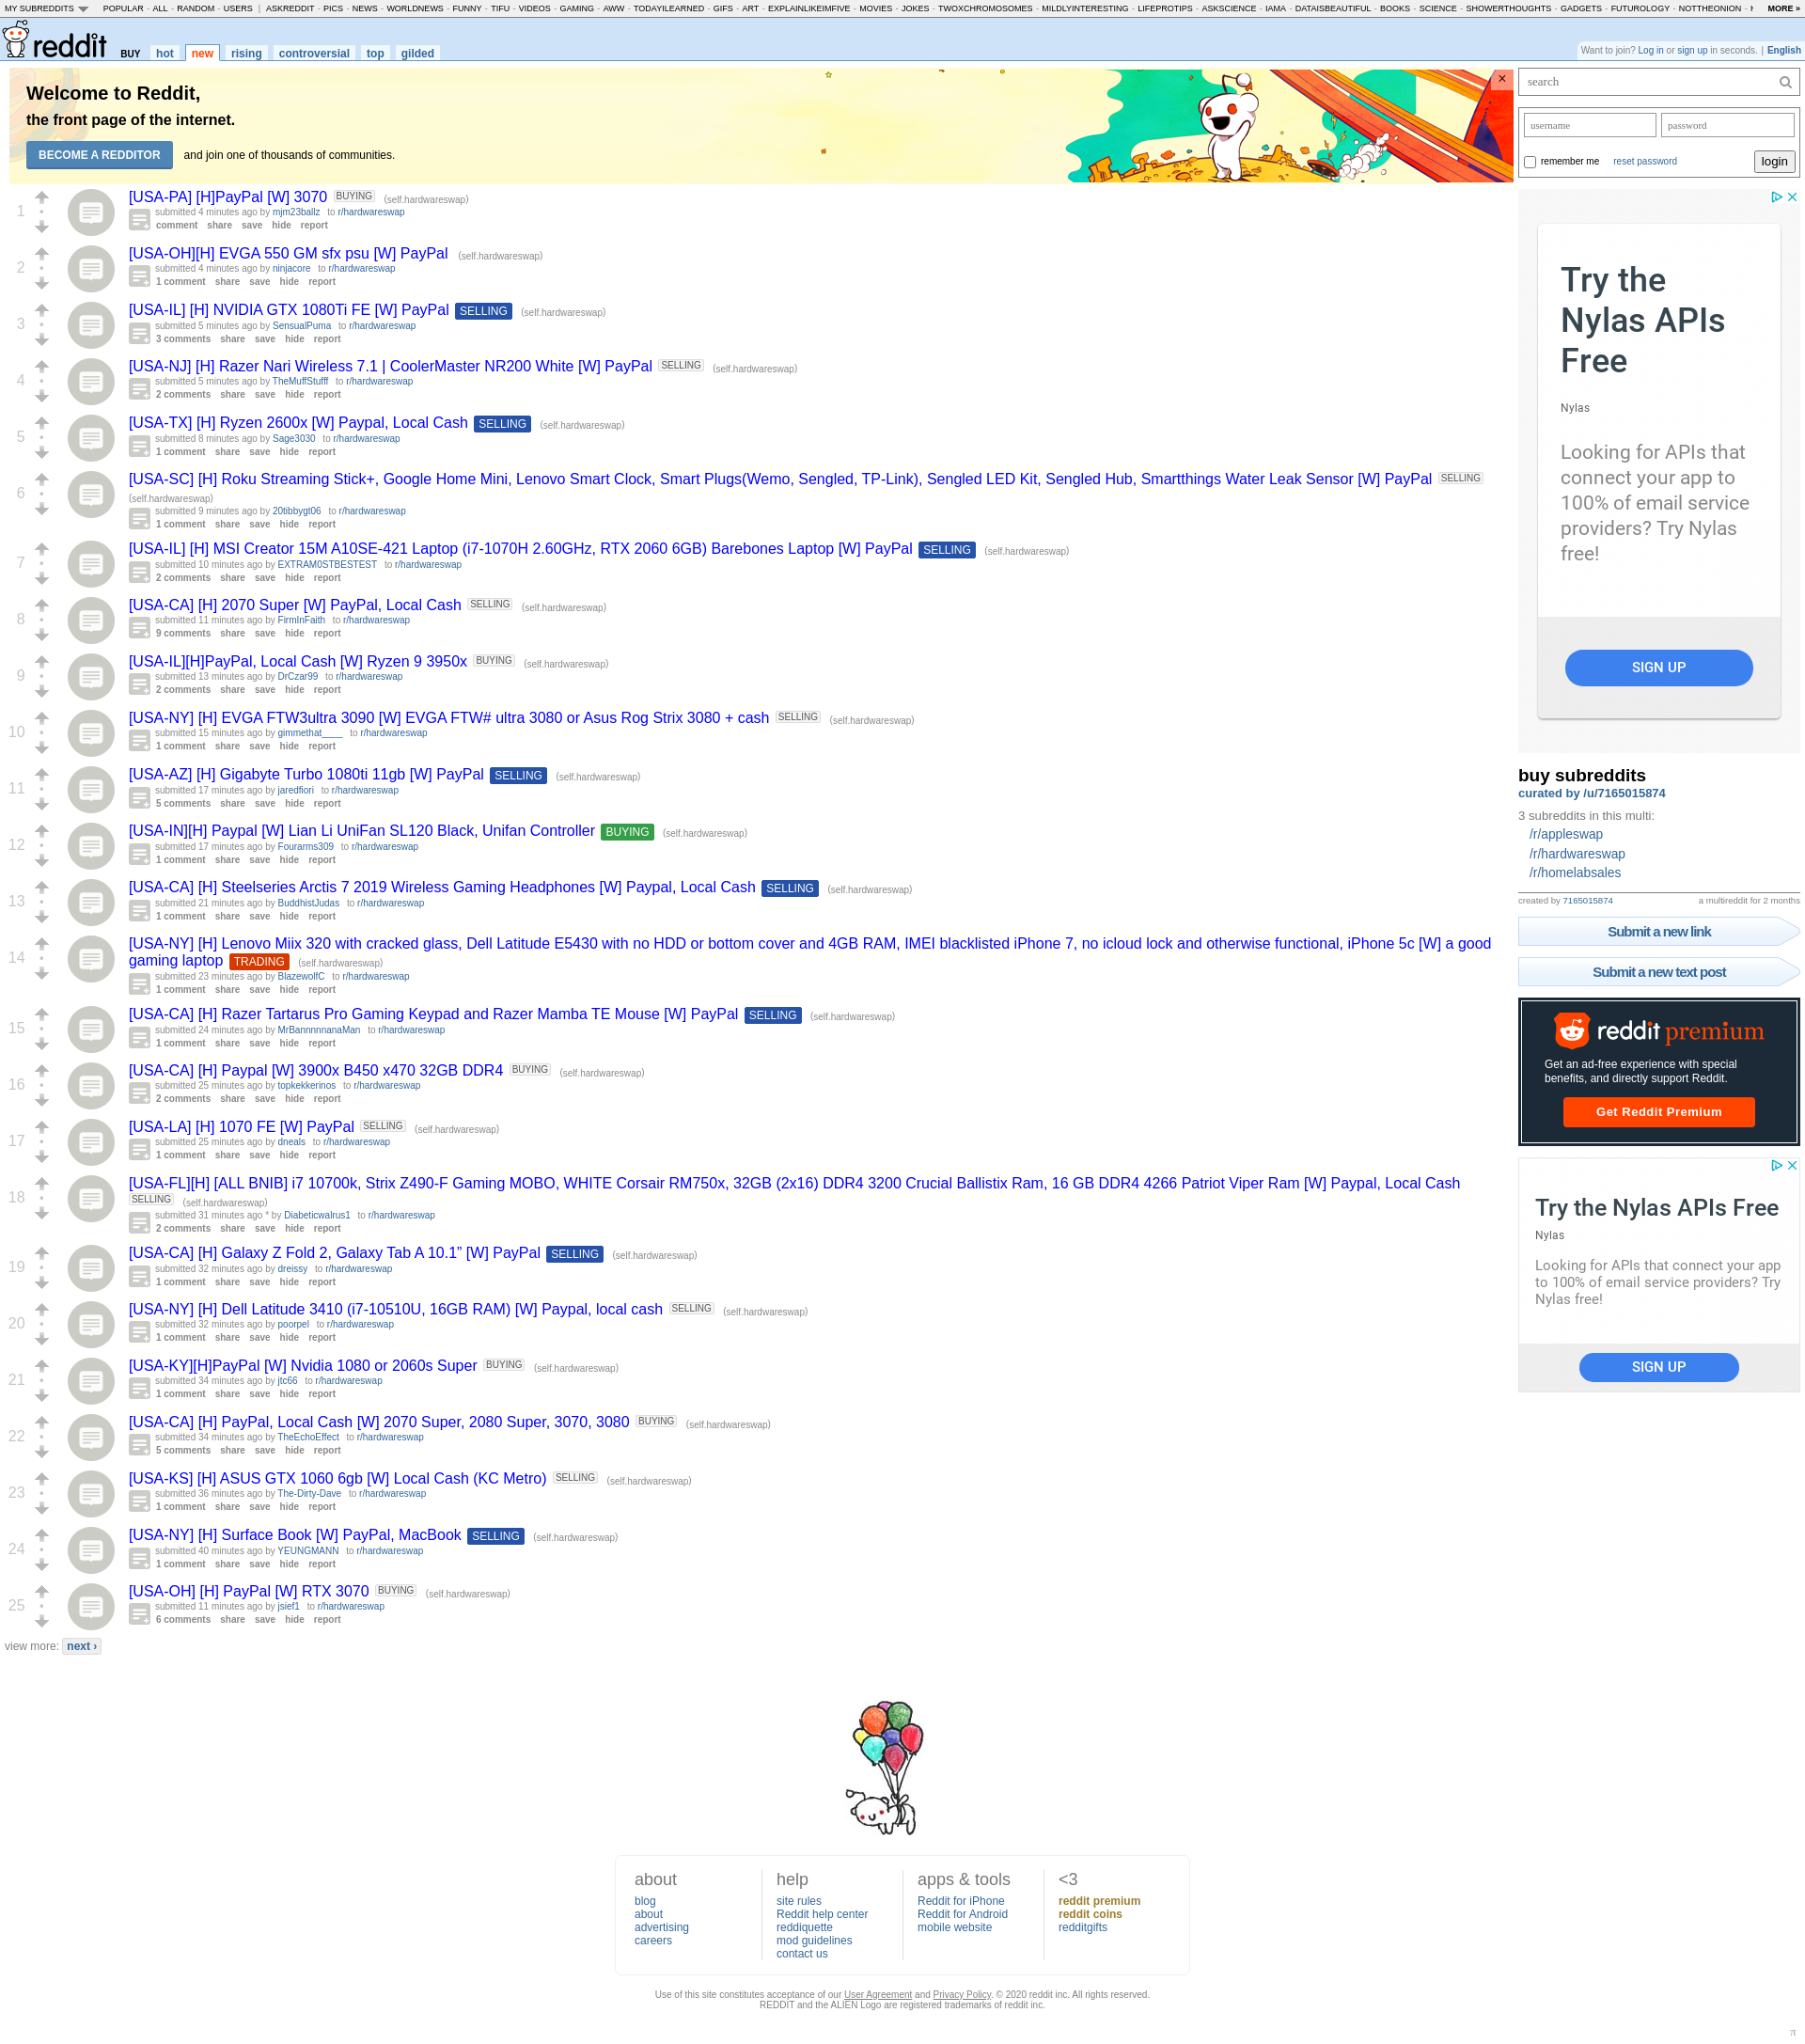 MY SUBREDDITS POPULAR - ALL - RANDOM - USERS | ASKREDDIT - PICS - NEWS - WORLDNEWS - FUNNY - TIFU - VIDEOS - GAMING - AWW - TODAYILEARNED - GIFS - ART - EXPLAINLIKEIMFIVE - MOVIES - JOKES - TWOXCHROMOSOMES - MILDLYINTERESTING - LIFEPROTIPS - ASKSCIENCE - IAMA - DATAISBEAUTIFUL - BOOKS - SCIENCE - SHOWERTHOUGHTS - GADGETS - FUTUROLOGY - NOTTHEONION - MORE »
reddit BUY hot new rising controversial top gilded
Want to join? Log in or sign up in seconds. | English
Welcome to Reddit,
the front page of the internet.
BECOME A REDDITOR and join one of thousands of communities.
×
1
[USA-PA] [H]PayPal [W] 3070 BUYING (self.hardwareswap)
submitted 4 minutes ago by mjm23ballz to r/hardwareswap
comment share save hide report
2
[USA-OH][H] EVGA 550 GM sfx psu [W] PayPal (self.hardwareswap)
submitted 4 minutes ago by ninjacore to r/hardwareswap
1 comment share save hide report
3
[USA-IL] [H] NVIDIA GTX 1080Ti FE [W] PayPal SELLING (self.hardwareswap)
submitted 5 minutes ago by SensualPuma to r/hardwareswap
3 comments share save hide report
4
[USA-NJ] [H] Razer Nari Wireless 7.1 | CoolerMaster NR200 White [W] PayPal SELLING (self.hardwareswap)
submitted 5 minutes ago by TheMuffStufff to r/hardwareswap
2 comments share save hide report
5
[USA-TX] [H] Ryzen 2600x [W] Paypal, Local Cash SELLING (self.hardwareswap)
submitted 8 minutes ago by Sage3030 to r/hardwareswap
1 comment share save hide report
6
[USA-SC] [H] Roku Streaming Stick+, Google Home Mini, Lenovo Smart Clock, Smart Plugs(Wemo, Sengled, TP-Link), Sengled LED Kit, Sengled Hub, Smartthings Water Leak Sensor [W] PayPal SELLING
(self.hardwareswap)
submitted 9 minutes ago by 20tibbygt06 to r/hardwareswap
1 comment share save hide report
7
[USA-IL] [H] MSI Creator 15M A10SE-421 Laptop (i7-1070H 2.60GHz, RTX 2060 6GB) Barebones Laptop [W] PayPal SELLING (self.hardwareswap)
submitted 10 minutes ago by EXTRAM0STBESTEST to r/hardwareswap
2 comments share save hide report
8
[USA-CA] [H] 2070 Super [W] PayPal, Local Cash SELLING (self.hardwareswap)
submitted 11 minutes ago by FirmInFaith to r/hardwareswap
9 comments share save hide report
9
[USA-IL][H]PayPal, Local Cash [W] Ryzen 9 3950x BUYING (self.hardwareswap)
submitted 13 minutes ago by DrCzar99 to r/hardwareswap
2 comments share save hide report
10
[USA-NY] [H] EVGA FTW3ultra 3090 [W] EVGA FTW# ultra 3080 or Asus Rog Strix 3080 + cash SELLING (self.hardwareswap)
submitted 15 minutes ago by gimmethat____ to r/hardwareswap
1 comment share save hide report
11
[USA-AZ] [H] Gigabyte Turbo 1080ti 11gb [W] PayPal SELLING (self.hardwareswap)
submitted 17 minutes ago by jaredfiori to r/hardwareswap
5 comments share save hide report
12
[USA-IN][H] Paypal [W] Lian Li UniFan SL120 Black, Unifan Controller BUYING (self.hardwareswap)
submitted 17 minutes ago by Fourarms309 to r/hardwareswap
1 comment share save hide report
13
[USA-CA] [H] Steelseries Arctis 7 2019 Wireless Gaming Headphones [W] Paypal, Local Cash SELLING (self.hardwareswap)
submitted 21 minutes ago by BuddhistJudas to r/hardwareswap
1 comment share save hide report
14
[USA-NY] [H] Lenovo Miix 320 with cracked glass, Dell Latitude E5430 with no HDD or bottom cover and 4GB RAM, IMEI blacklisted iPhone 7, no icloud lock and otherwise functional, iPhone 5c [W] a good
gaming laptop TRADING (self.hardwareswap)
submitted 23 minutes ago by BlazewolfC to r/hardwareswap
1 comment share save hide report
15
[USA-CA] [H] Razer Tartarus Pro Gaming Keypad and Razer Mamba TE Mouse [W] PayPal SELLING (self.hardwareswap)
submitted 24 minutes ago by MrBannnnnanaMan to r/hardwareswap
1 comment share save hide report
16
[USA-CA] [H] Paypal [W] 3900x B450 x470 32GB DDR4 BUYING (self.hardwareswap)
submitted 25 minutes ago by topkekkerinos to r/hardwareswap
2 comments share save hide report
17
[USA-LA] [H] 1070 FE [W] PayPal SELLING (self.hardwareswap)
submitted 25 minutes ago by dneals to r/hardwareswap
1 comment share save hide report
18
[USA-FL][H] [ALL BNIB] i7 10700k, Strix Z490-F Gaming MOBO, WHITE Corsair RM750x, 32GB (2x16) DDR4 3200 Crucial Ballistix Ram, 16 GB DDR4 4266 Patriot Viper Ram [W] Paypal, Local Cash
SELLING (self.hardwareswap)
submitted 31 minutes ago * by Diabeticwalrus1 to r/hardwareswap
2 comments share save hide report
19
[USA-CA] [H] Galaxy Z Fold 2, Galaxy Tab A 10.1” [W] PayPal SELLING (self.hardwareswap)
submitted 32 minutes ago by dreissy to r/hardwareswap
1 comment share save hide report
20
[USA-NY] [H] Dell Latitude 3410 (i7-10510U, 16GB RAM) [W] Paypal, local cash SELLING (self.hardwareswap)
submitted 32 minutes ago by poorpel to r/hardwareswap
1 comment share save hide report
21
[USA-KY][H]PayPal [W] Nvidia 1080 or 2060s Super BUYING (self.hardwareswap)
submitted 34 minutes ago by jtc66 to r/hardwareswap
1 comment share save hide report
22
[USA-CA] [H] PayPal, Local Cash [W] 2070 Super, 2080 Super, 3070, 3080 BUYING (self.hardwareswap)
submitted 34 minutes ago by TheEchoEffect to r/hardwareswap
5 comments share save hide report
23
[USA-KS] [H] ASUS GTX 1060 6gb [W] Local Cash (KC Metro) SELLING (self.hardwareswap)
submitted 36 minutes ago by The-Dirty-Dave to r/hardwareswap
1 comment share save hide report
24
[USA-NY] [H] Surface Book [W] PayPal, MacBook SELLING (self.hardwareswap)
submitted 40 minutes ago by YEUNGMANN to r/hardwareswap
1 comment share save hide report
25
[USA-OH] [H] PayPal [W] RTX 3070 BUYING (self.hardwareswap)
submitted 11 minutes ago by jsief1 to r/hardwareswap
6 comments share save hide report
view more: next ›
search
username password
remember me reset password login
Try the
Nylas APIs
Free
Nylas
Looking for APIs that
connect your app to
100% of email service
providers? Try Nylas
free!
SIGN UP
buy subreddits
curated by /u/7165015874
3 subreddits in this multi:
/r/appleswap
/r/hardwareswap
/r/homelabsales
created by 7165015874 a multireddit for 2 months
Submit a new link
Submit a new text post
reddit premium
Get an ad-free experience with special
benefits, and directly support Reddit.
Get Reddit Premium
Try the Nylas APIs Free
Nylas
Looking for APIs that connect your app
to 100% of email service providers? Try
Nylas free!
SIGN UP
about
blog
about
advertising
careers
help
site rules
Reddit help center
reddiquette
mod guidelines
contact us
apps & tools
Reddit for iPhone
Reddit for Android
mobile website
<3
reddit premium
reddit coins
redditgifts
Use of this site constitutes acceptance of our User Agreement and Privacy Policy. © 2020 reddit inc. All rights reserved.
REDDIT and the ALIEN Logo are registered trademarks of reddit inc.
π